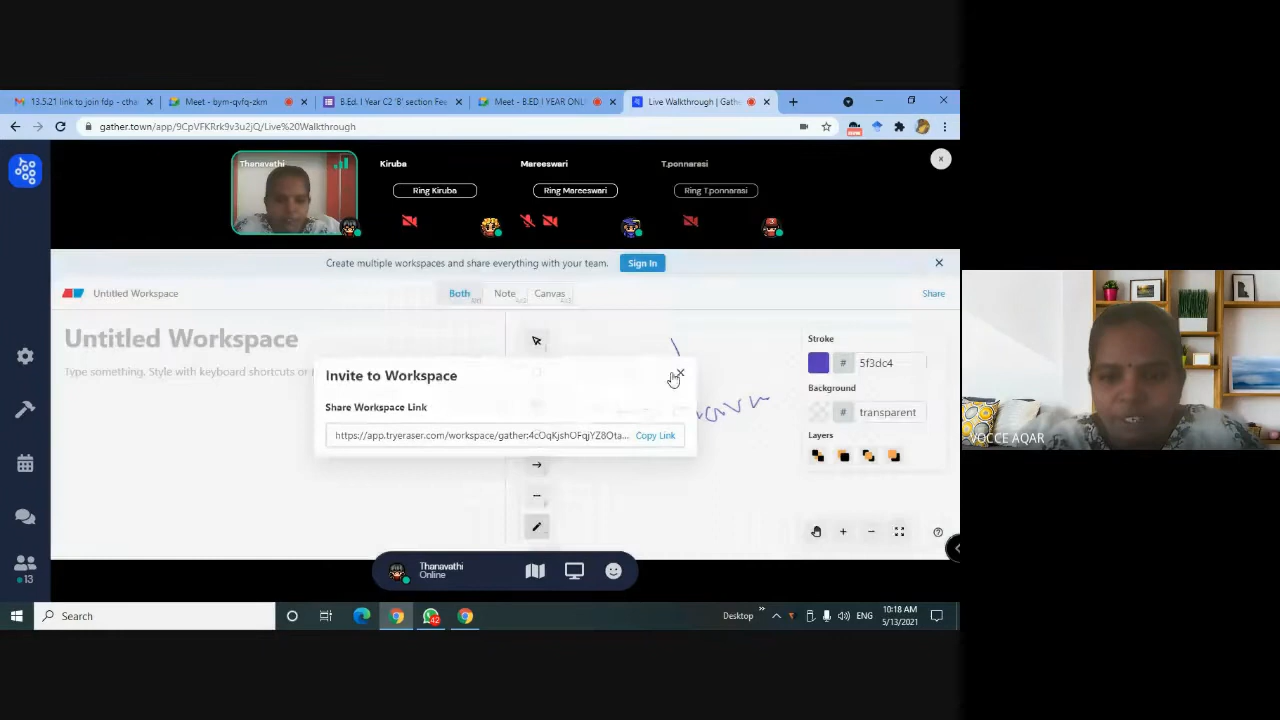 13.5.21 link to join fdp - ctha
Meet - bym-qvfq-zkm
B.Ed. I Year C2 'B' section Fee
Meet - B.ED I YEAR ONL
Live Walkthrough | Gath
gather.town/app/9CpVFKRrk9v3u2jQ/Live%20Walkthrough
Thanavathi
Kiruba
Mareeswari
T.ponnarasi
Ring Kiruba
Ring Mareeswari
Ring T.ponnarasi
Create multiple workspaces and share everything with your team.
Sign In
Untitled Workspace
Both
Note
Canvas
Share
Untitled Workspace
Type something. Style with keyboard shortcuts or
Stroke
# 5f3dc4
Background
# transparent
Layers
Invite to Workspace
Share Workspace Link
https://app.tryeraser.com/workspace/gather:4cOqKjshOFqjYZ8Ota...
Copy Link
VOCCE AQAR
13
Thanavathi
Online
Search
42
Desktop
ENG
10:18 AM
5/13/2021